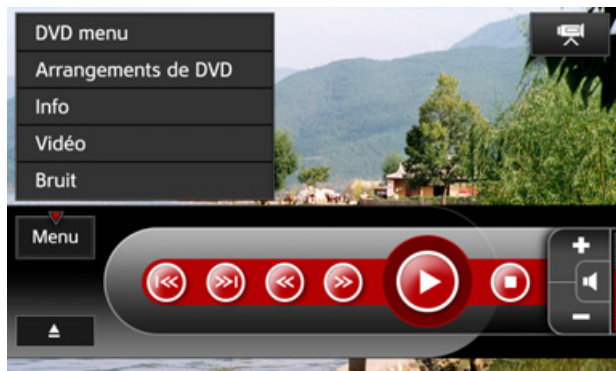 DVD menu
Arrangements de DVD
Info
Vidéo
Bruit
Menu